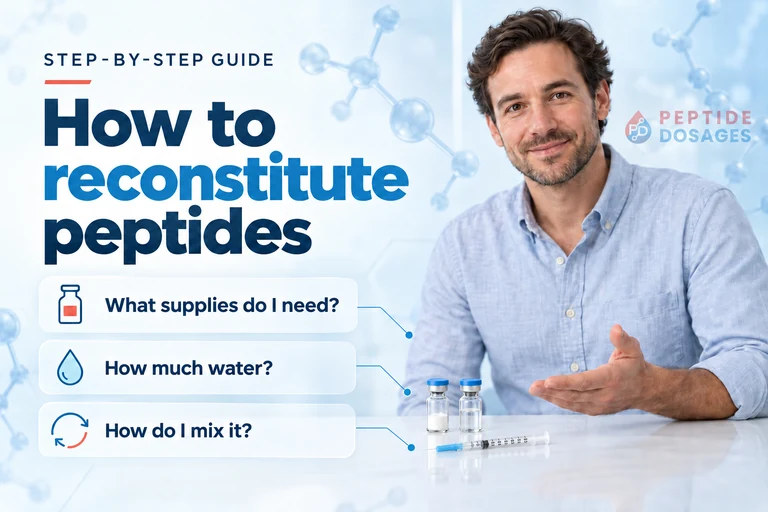 STEP-BY-STEP GUIDE
How to
reconstitute
peptides
What supplies do I need?
How much water?
How do I mix it?
PD
PEPTIDE
DOSAGES